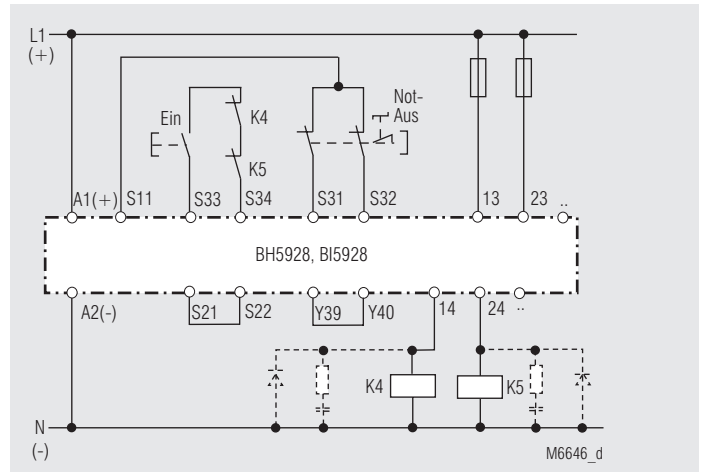 L1
(+)
Ein
K4
K5
Not-
Aus
A1(+) S11 S33 S34 S31 S32 13 23 ..
BH5928, BI5928
A2(-) S21 S22 Y39 Y40 14 24 ..
K4 K5
N
(-)
M6646_d